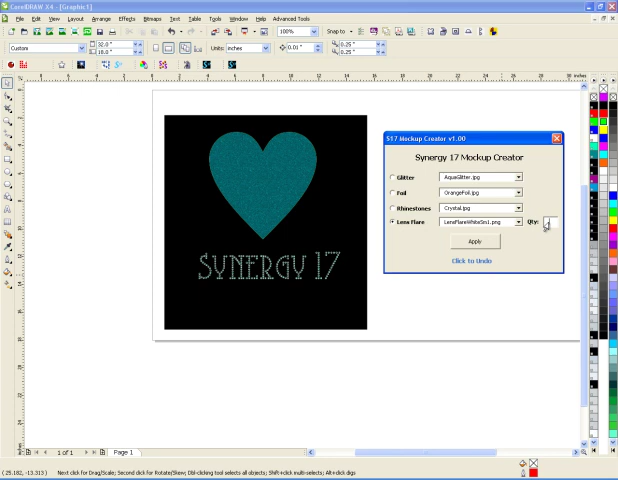 CorelDRAW X4 - [Graphic1]
File Edit View Layout Arrange Effects Bitmaps Text Table Tools Window Help Advanced Tools
100% Snap to
Custom 32.0 " 18.0 " Units: inches 0.01 " 0.25 " 0.25 "
30 inches
S17 Mockup Creator v1.00
Synergy 17 Mockup Creator
Glitter AquaGlitter.jpg
Foil OrangeFoil.jpg
Rhinestones Crystal.jpg
Lens Flare LensFlareWhiteSm1.png Qty:
Apply
Click to Undo
SYNERGY 17
1 of 1 Page 1
( 25.182, -13.313 ) Next click for Drag/Scale; Second click for Rotate/Skew; Dbl-clicking tool selects all objects; Shift+click multi-selects; Alt+click digs